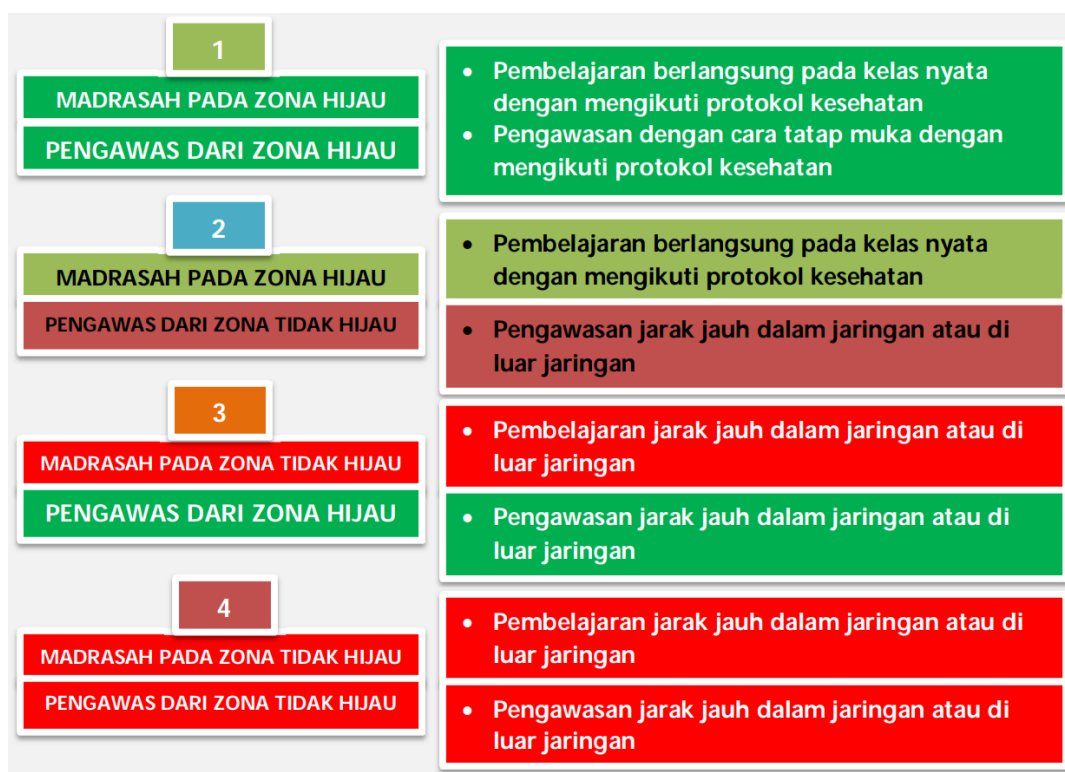 1
MADRASAH PADA ZONA HIJAU
PENGAWAS DARI ZONA HIJAU
• Pembelajaran berlangsung pada kelas nyata
dengan mengikuti protokol kesehatan
• Pengawasan dengan cara tatap muka dengan
mengikuti protokol kesehatan
2
MADRASAH PADA ZONA HIJAU
PENGAWAS DARI ZONA TIDAK HIJAU
• Pembelajaran berlangsung pada kelas nyata
dengan mengikuti protokol kesehatan
• Pengawasan jarak jauh dalam jaringan atau di
luar jaringan
3
MADRASAH PADA ZONA TIDAK HIJAU
PENGAWAS DARI ZONA HIJAU
• Pembelajaran jarak jauh dalam jaringan atau di
luar jaringan
• Pengawasan jarak jauh dalam jaringan atau di
luar jaringan
4
MADRASAH PADA ZONA TIDAK HIJAU
PENGAWAS DARI ZONA TIDAK HIJAU
• Pembelajaran jarak jauh dalam jaringan atau di
luar jaringan
• Pengawasan jarak jauh dalam jaringan atau di
luar jaringan